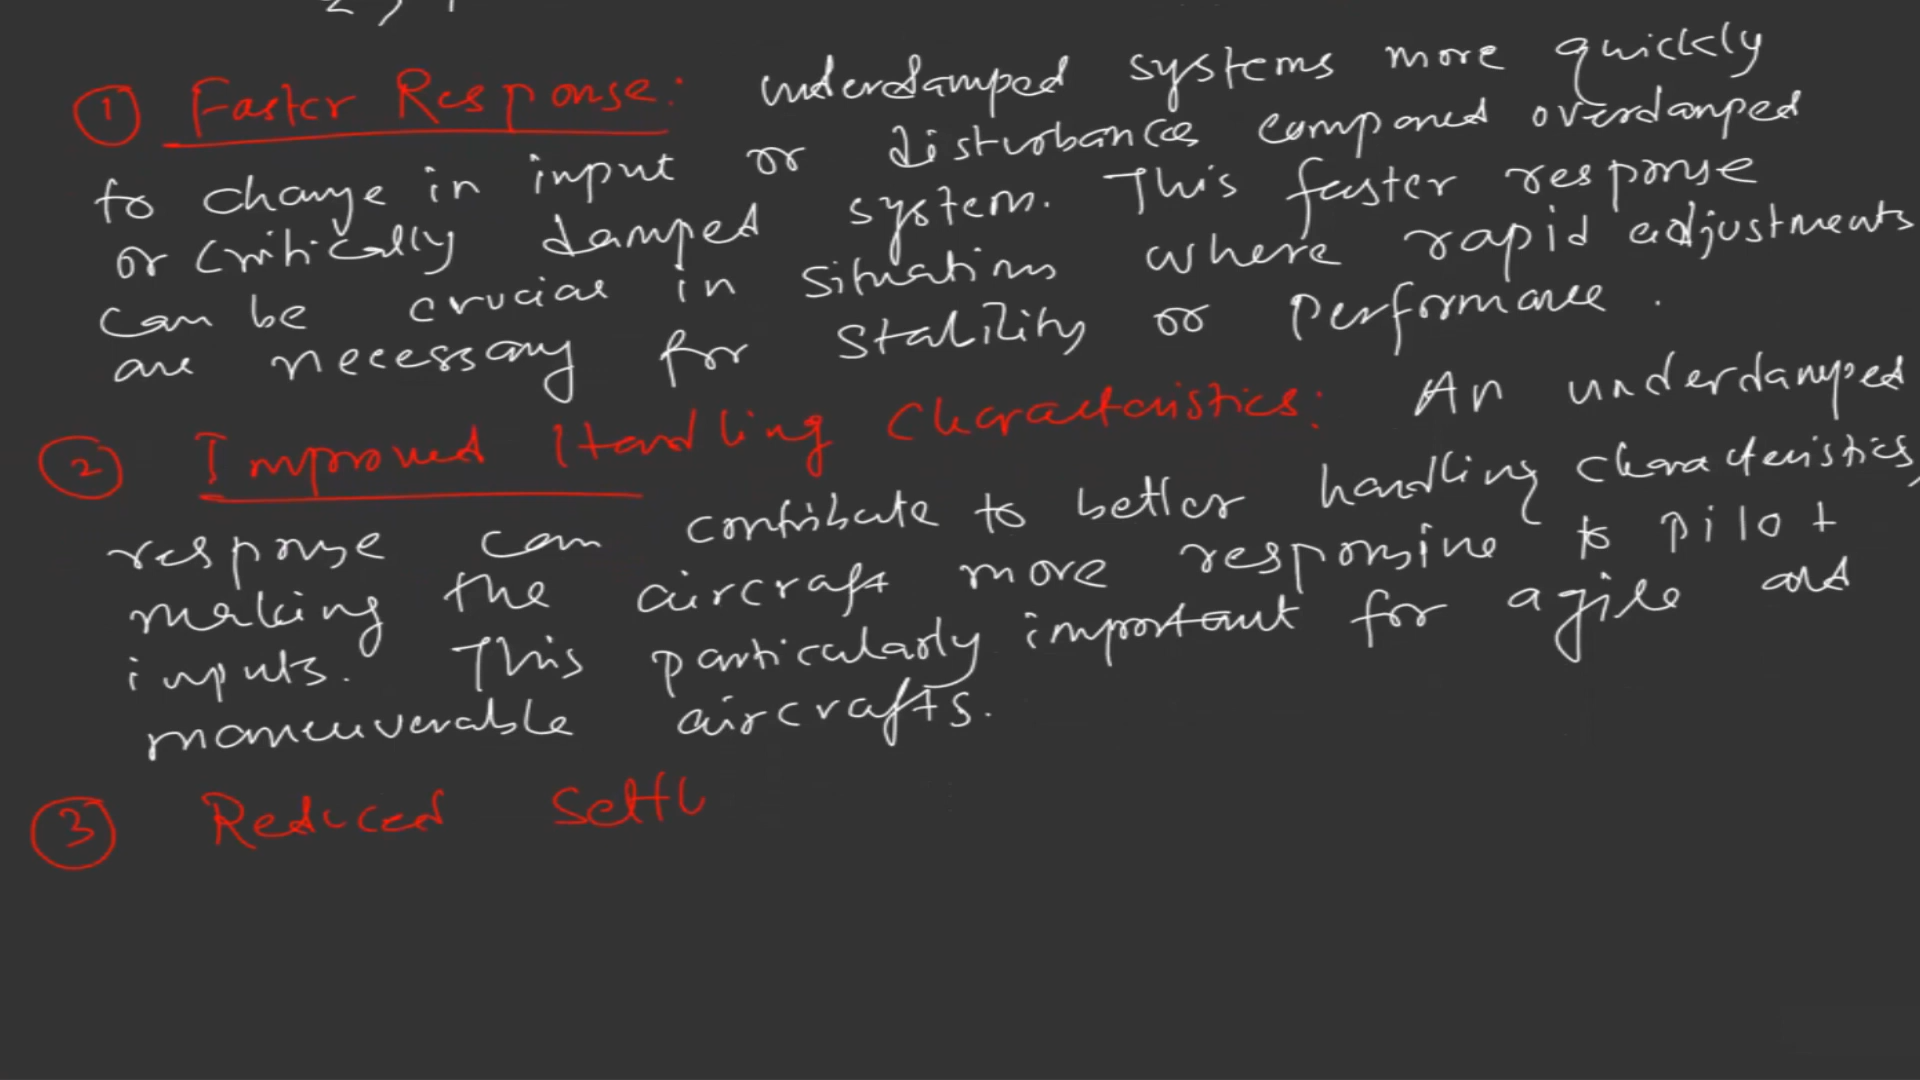 ① Faster Response: underdamped systems more quickly
to change in input or disturbances compared overdamped
or critically damped system. This faster response
can be crucial in situations where rapid adjustments
are necessary for stability or performance.
② Improved Handling Characteristics: An underdamped
response can contribute to better handling characteristics,
making the aircraft more responsive to pilot
inputs. This particularly important for agile and
maneuverable aircrafts.
③ Reduced Settl